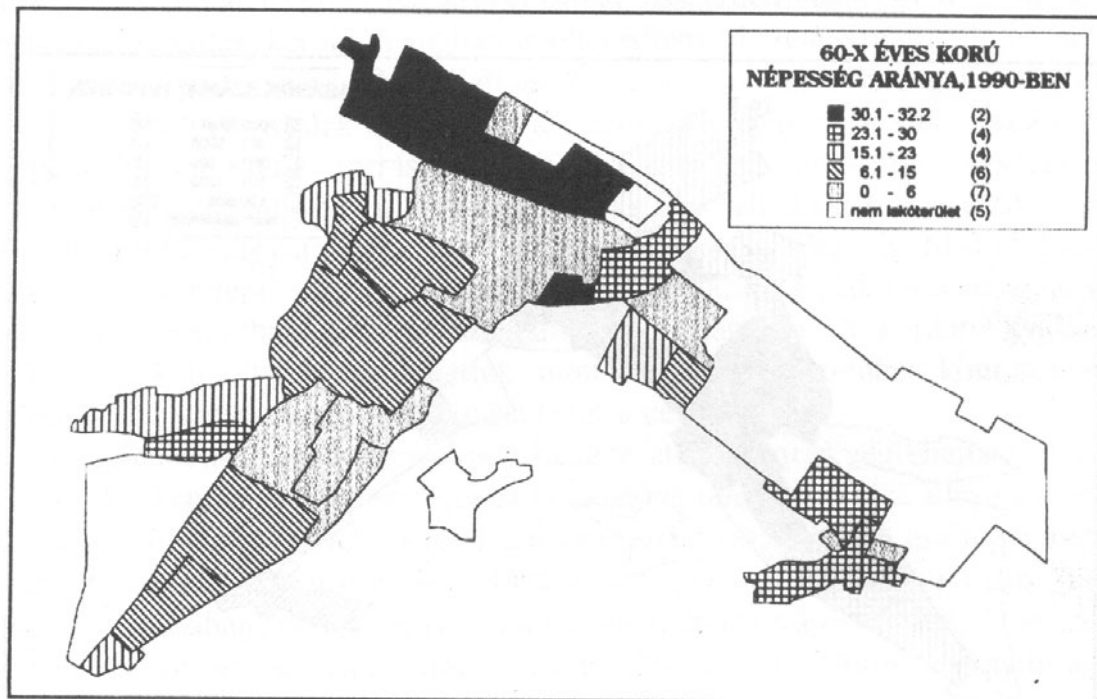 60-X ÉVES KORÚ
NÉPESSÉG ARÁNYA,1990-BEN
30.1 - 32.2 (2)
23.1 - 30 (4)
15.1 - 23 (4)
6.1 - 15 (6)
0 - 6 (7)
nem lakóterület (5)